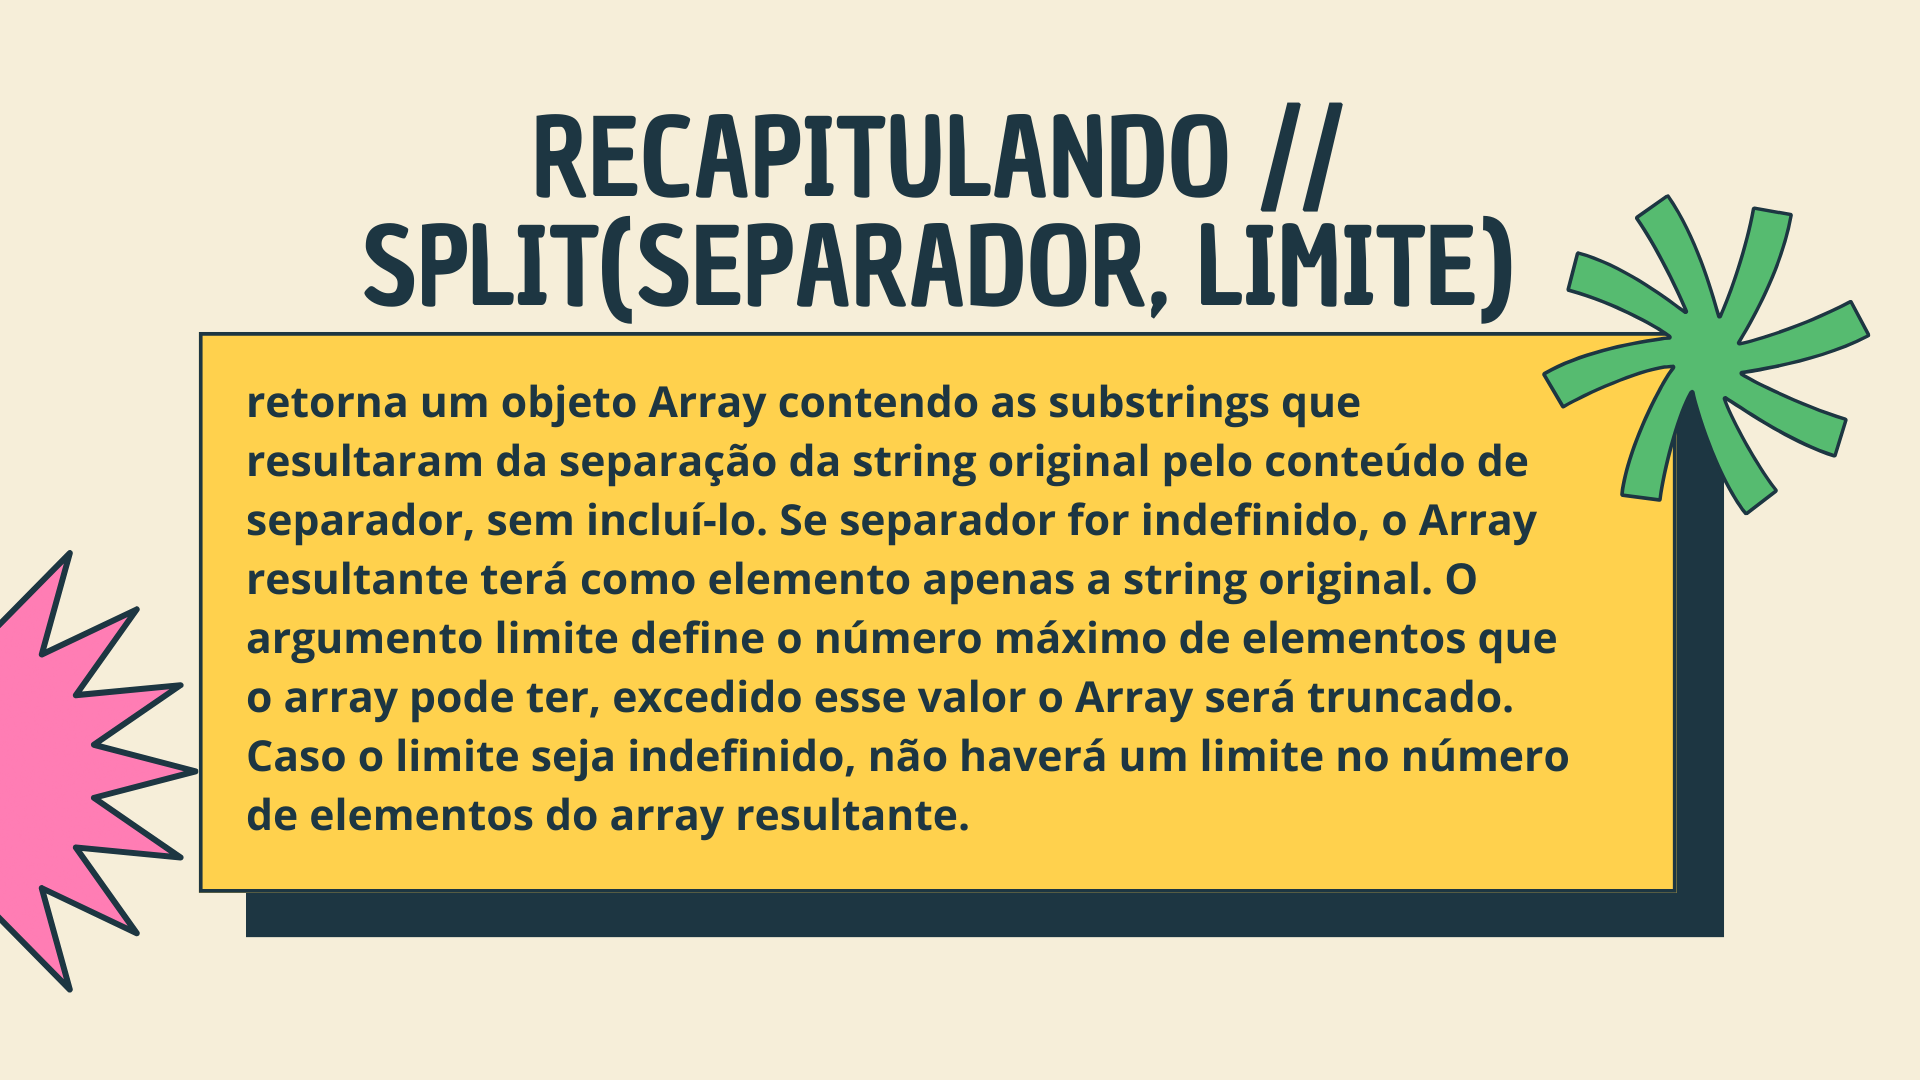 RECAPITULANDO //
SPLIT(SEPARADOR, LIMITE)
retorna um objeto Array contendo as substrings que
resultaram da separação da string original pelo conteúdo de
separador, sem incluí-lo. Se separador for indefinido, o Array
resultante terá como elemento apenas a string original. O
argumento limite define o número máximo de elementos que
o array pode ter, excedido esse valor o Array será truncado.
Caso o limite seja indefinido, não haverá um limite no número
de elementos do array resultante.